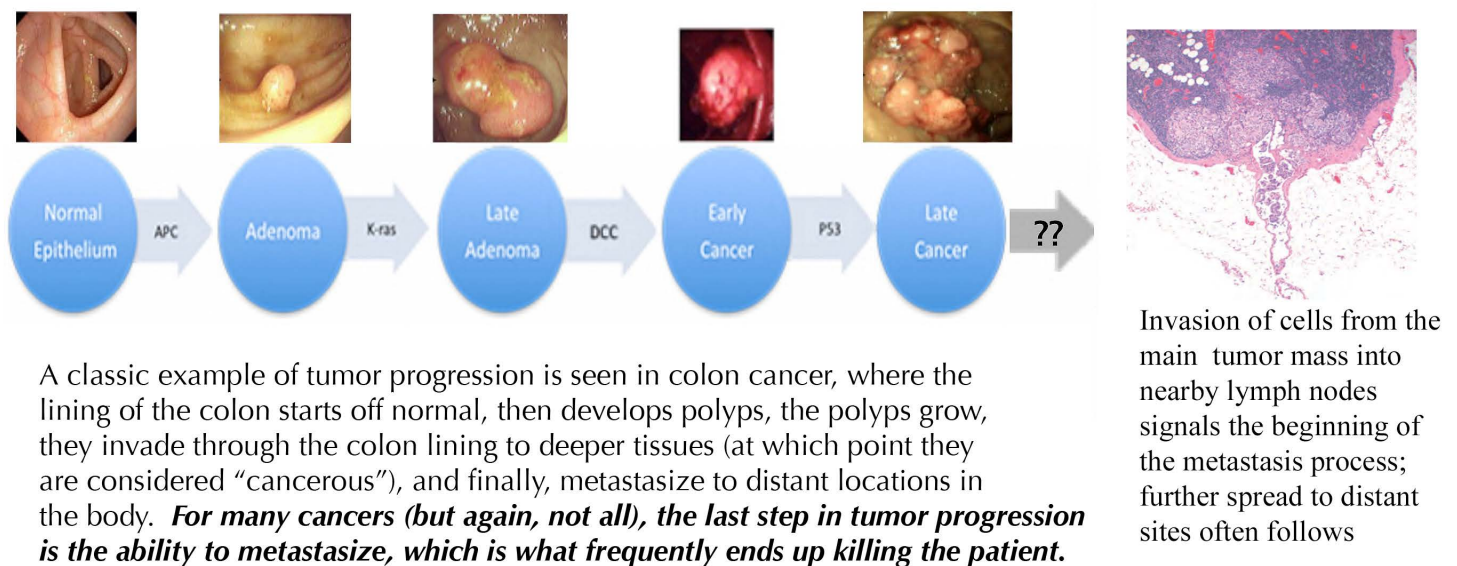 Normal
Epithelium
APC
Adenoma
K-ras
Late
Adenoma
DCC
Early
Cancer
P53
Late
Cancer
??
A classic example of tumor progression is seen in colon cancer, where the
lining of the colon starts off normal, then develops polyps, the polyps grow,
they invade through the colon lining to deeper tissues (at which point they
are considered “cancerous”), and finally, metastasize to distant locations in
the body.  For many cancers (but again, not all), the last step in tumor progression
is the ability to metastasize, which is what frequently ends up killing the patient.
Invasion of cells from the
main  tumor mass into
nearby lymph nodes
signals the beginning of
the metastasis process;
further spread to distant
sites often follows